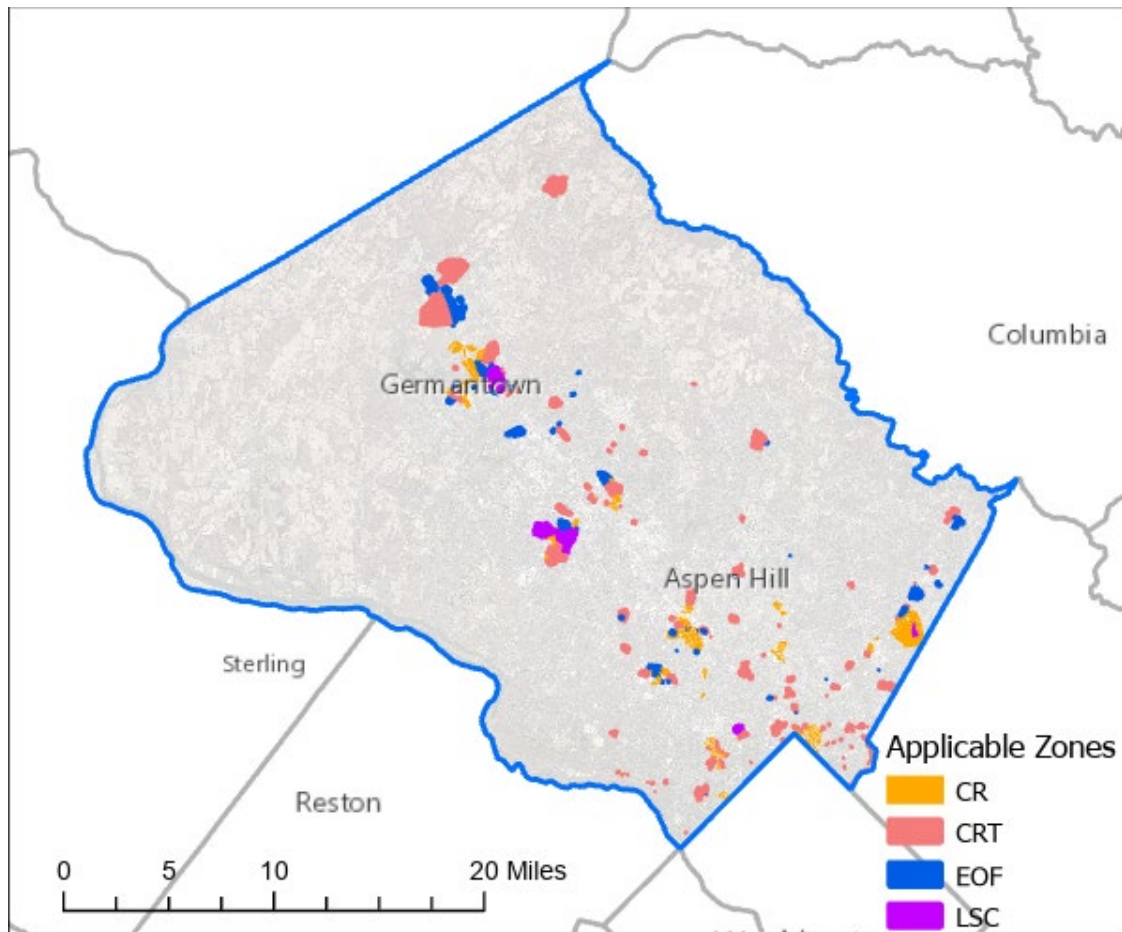 Columbia
Germantown
Aspen Hill
Sterling
Reston
Applicable Zones
CR
CRT
EOF
LSC
0 5 10 20 Miles